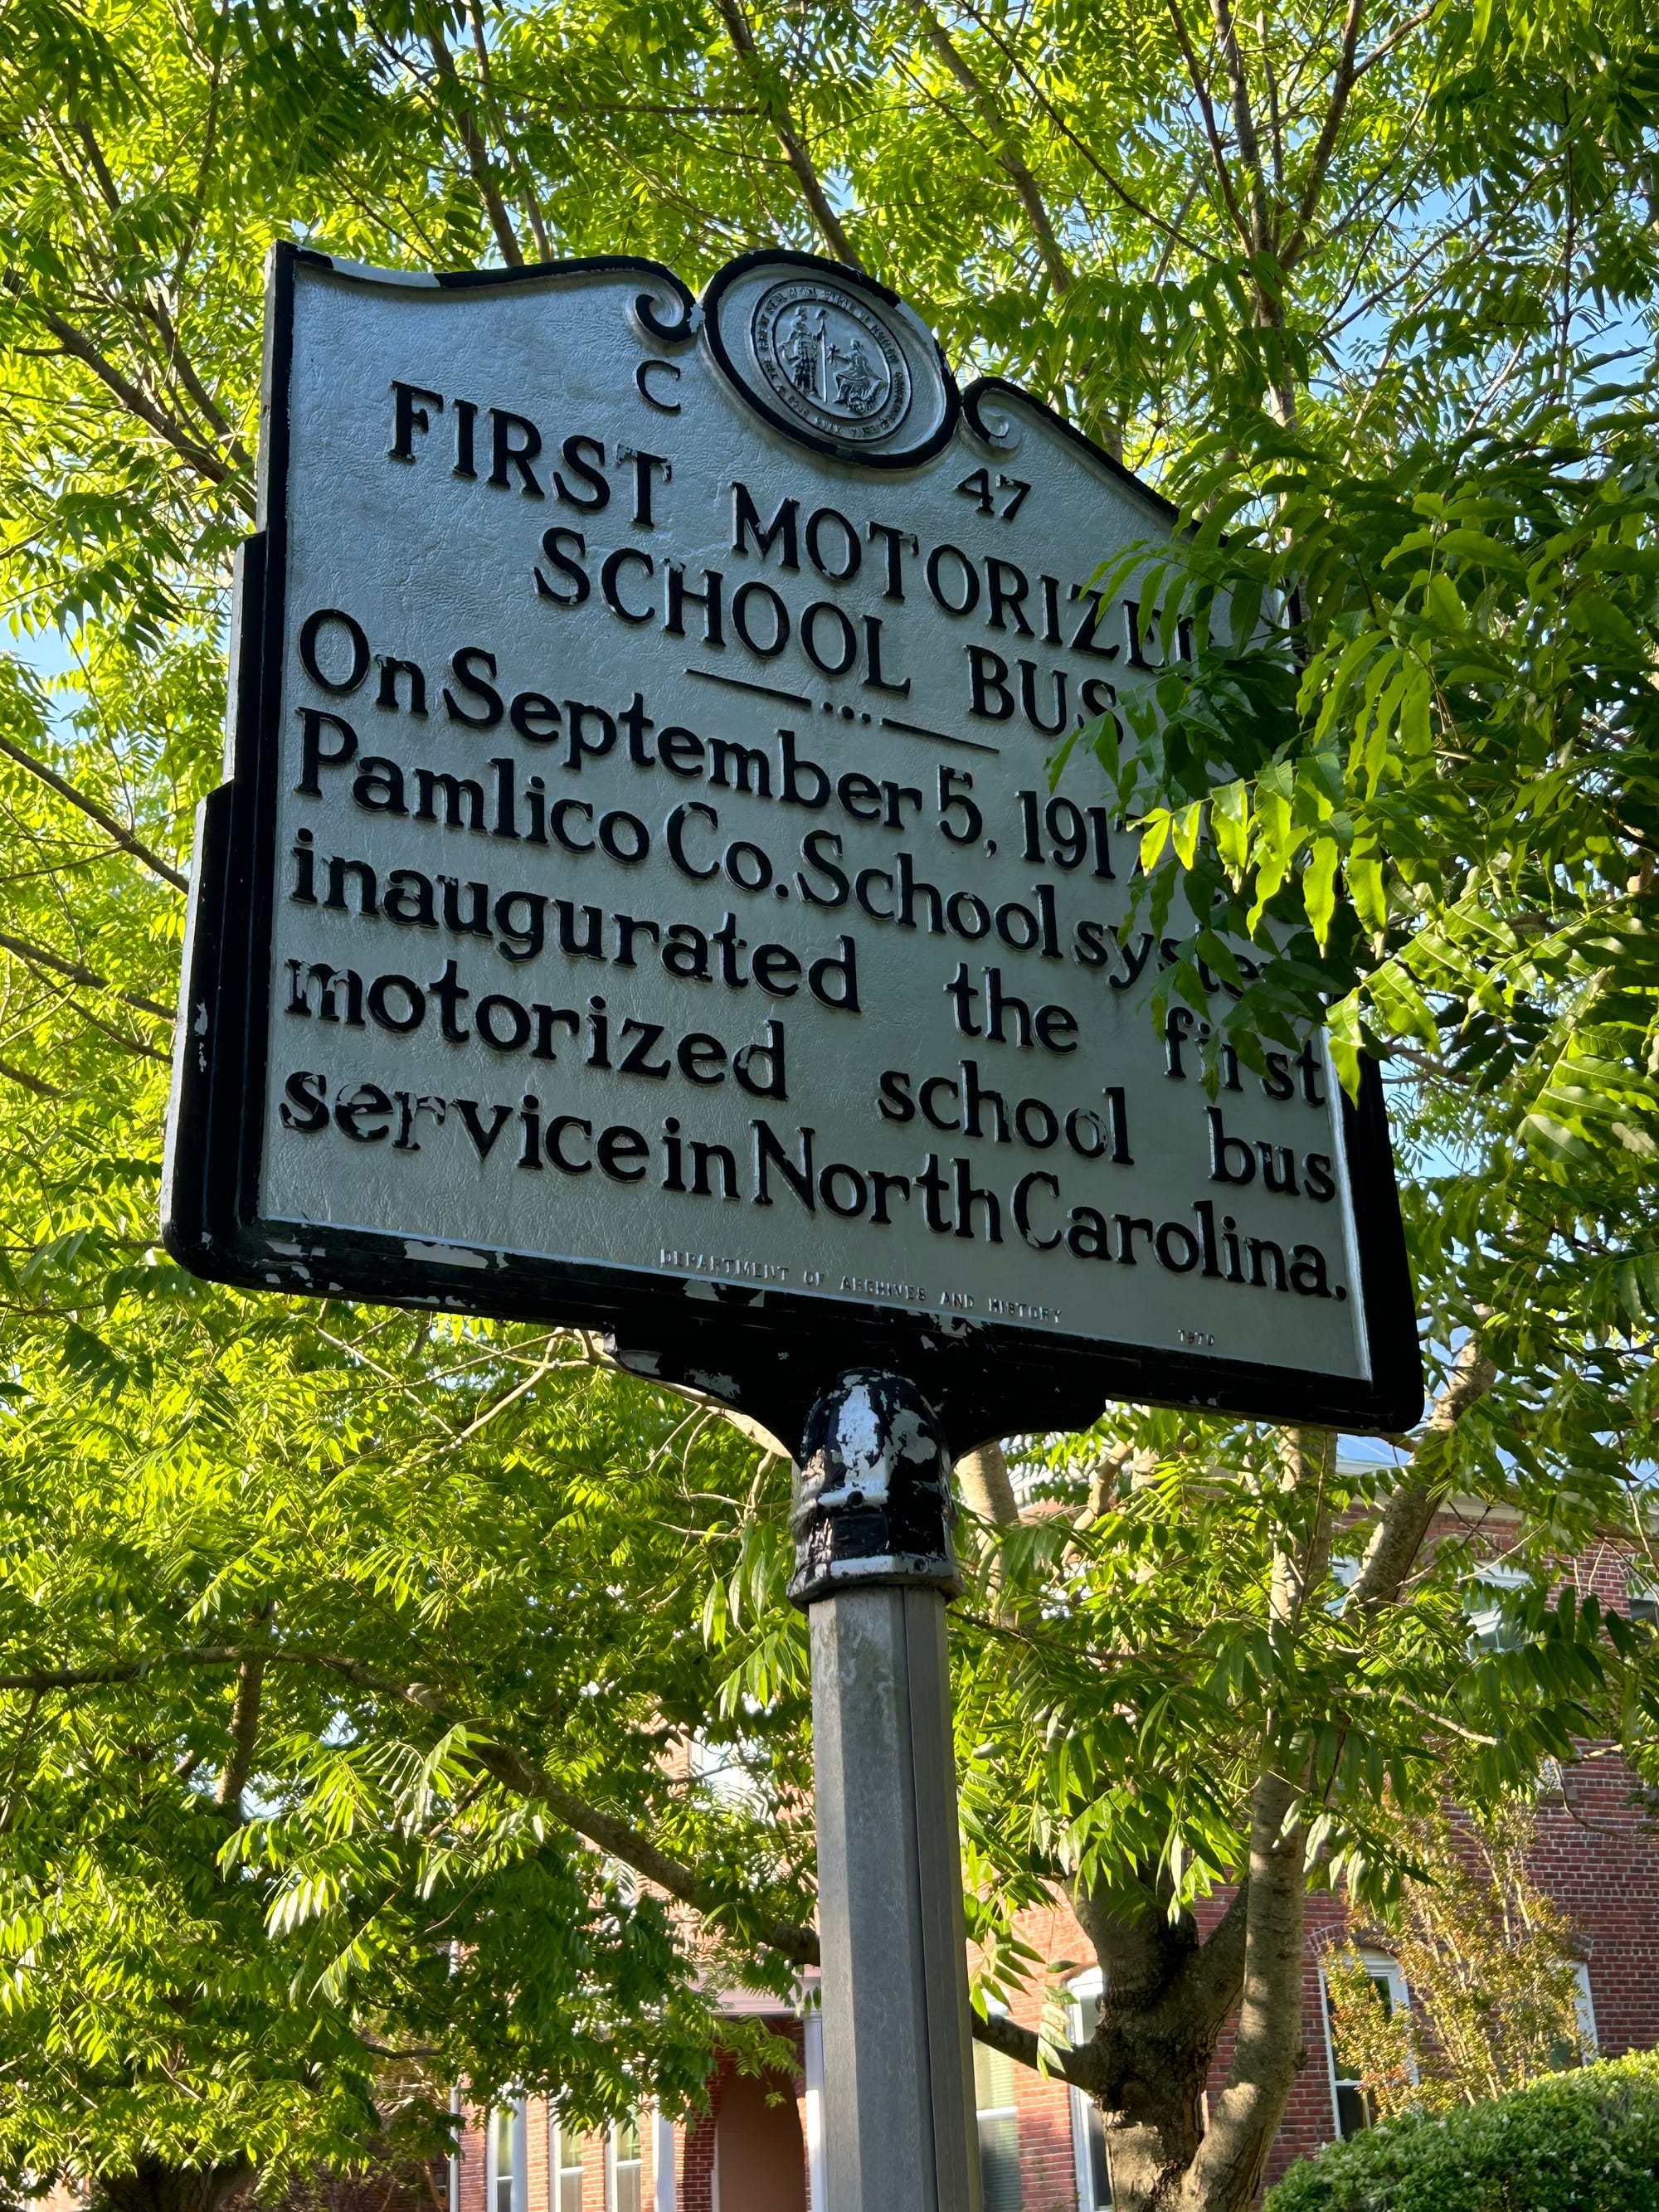 C
47
FIRST MOTORIZED
SCHOOL BUS
On September 5, 1917
Pamlico Co. School system
inaugurated the first
motorized school bus
service in North Carolina.
DEPARTMENT OF ARCHIVES AND HISTORY
1970